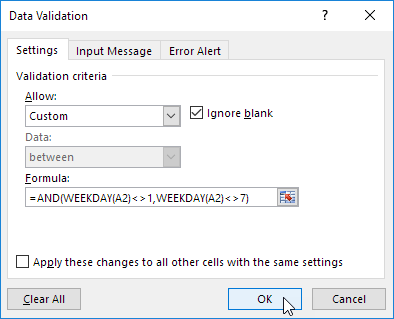 Data Validation ?
Settings Input Message Error Alert
Validation criteria
Allow:
Custom Ignore blank
Data:
between
Formula:
=AND(WEEKDAY(A2)<>1,WEEKDAY(A2)<>7)
Apply these changes to all other cells with the same settings
Clear All OK Cancel